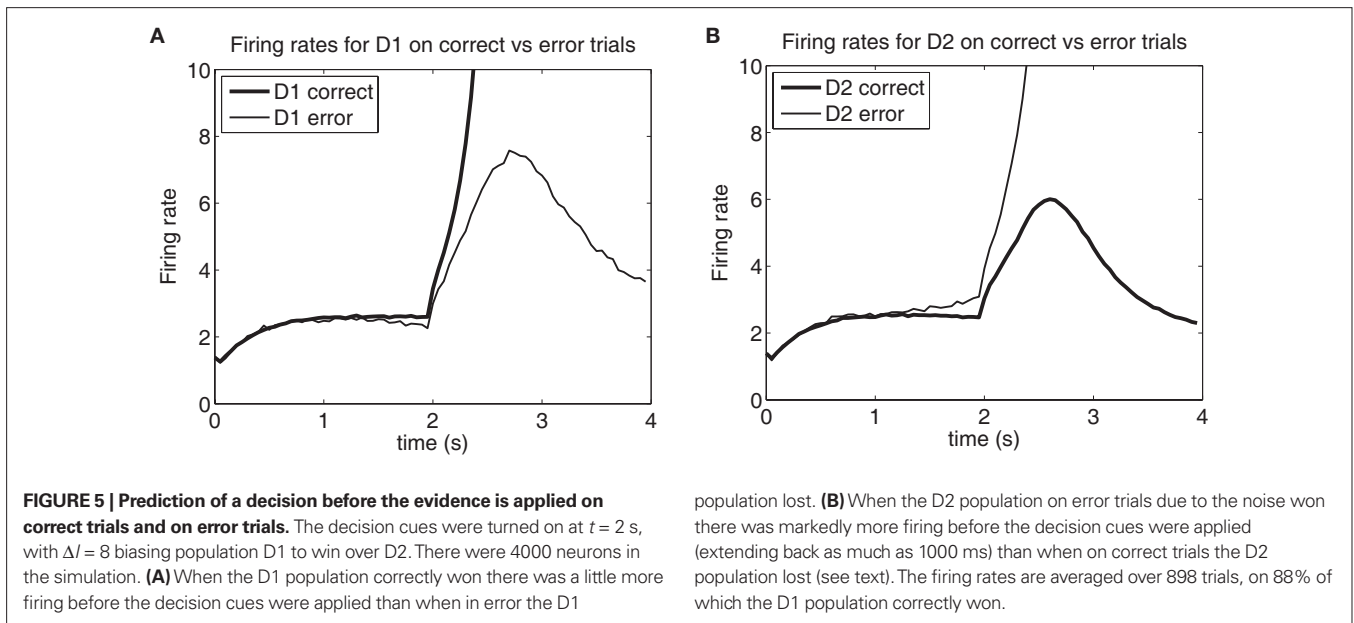 A
Firing rates for D1 on correct vs error trials
D1 correct
D1 error
10
8
6
4
2
0
Firing rate
0 1 2 3 4
time (s)
B
Firing rates for D2 on correct vs error trials
D2 correct
D2 error
10
8
6
4
2
0
Firing rate
0 1 2 3 4
time (s)
FIGURE 5 | Prediction of a decision before the evidence is applied on
correct trials and on error trials. The decision cues were turned on at t = 2 s,
with ΔI = 8 biasing population D1 to win over D2. There were 4000 neurons in
the simulation. (A) When the D1 population correctly won there was a little more
firing before the decision cues were applied than when in error the D1
population lost. (B) When the D2 population on error trials due to the noise won
there was markedly more firing before the decision cues were applied
(extending back as much as 1000 ms) than when on correct trials the D2
population lost (see text). The firing rates are averaged over 898 trials, on 88% of
which the D1 population correctly won.